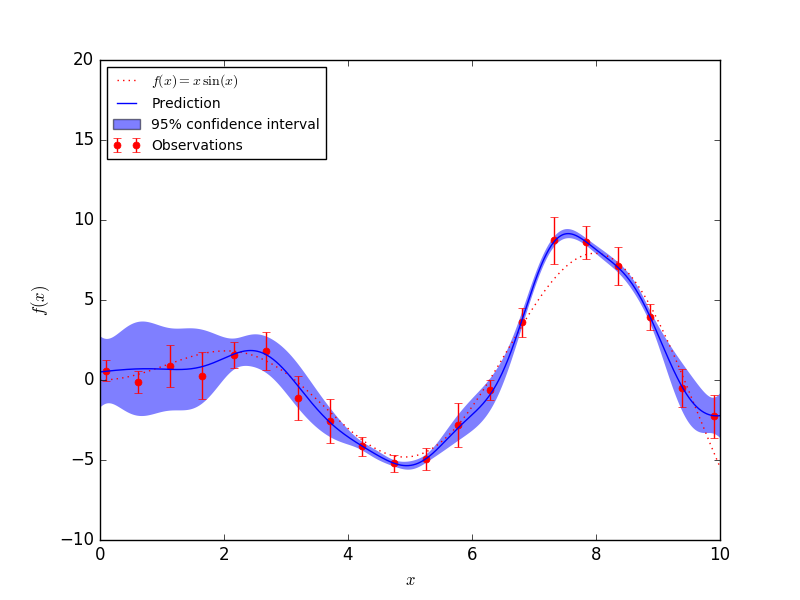 20
15
10
5
0
−5
−10
f(x)
f(x) = x sin(x)
Prediction
95% confidence interval
Observations
0 2 4 6 8 10
x